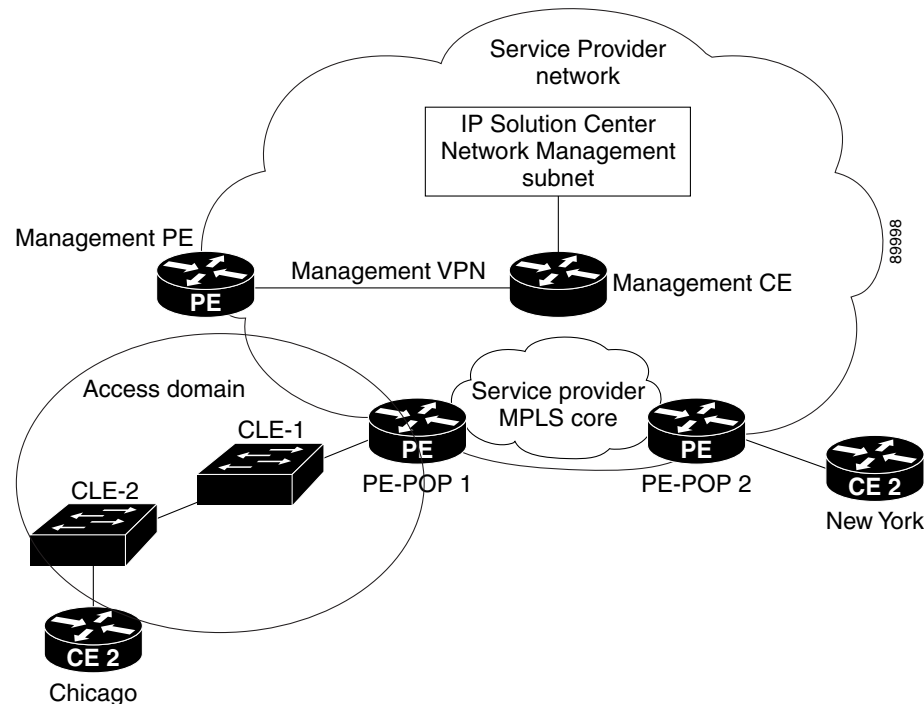 Service Provider
network
IP Solution Center
Network Management
subnet
89998
Management PE
PE
Management VPN
Management CE
Access domain
Service provider
MPLS core
CLE-1
PE
PE-POP 1
PE
PE-POP 2
CLE-2
CE 2
New York
CE 2
Chicago